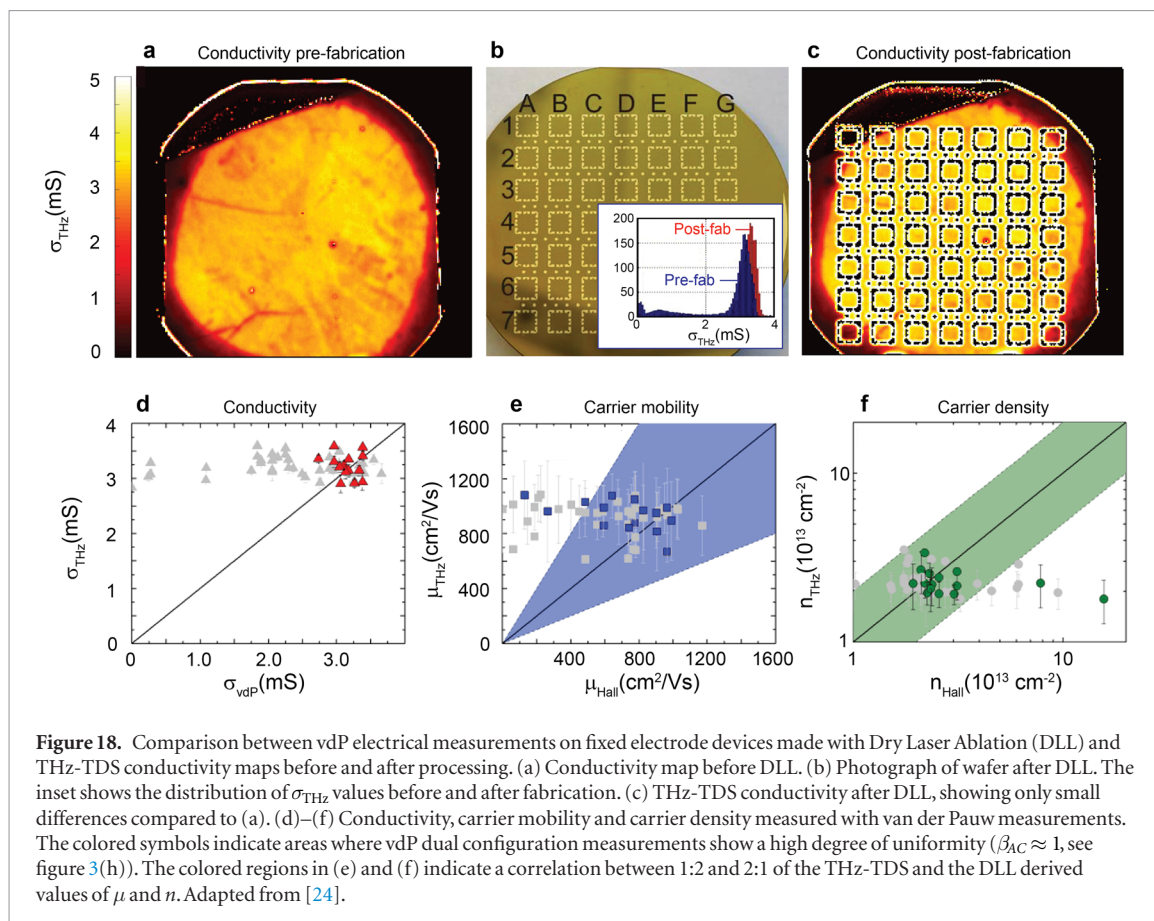 a Conductivity pre-fabrication
b
c Conductivity post-fabrication
5
4
3
2
1
0
σTHz(mS)
A B C D E F G
1
2
3
4
5
6
7
200
150
100
50
0
Post-fab
Pre-fab
0 2 4
σTHz(mS)
d Conductivity
4
3
2
1
0
σTHz(mS)
0 1.0 2.0 3.0
σvdP(mS)
e Carrier mobility
1600
1200
800
400
0
μTHz(cm²/Vs)
400 800 1200 1600
μHall(cm²/Vs)
f Carrier density
10
1
nTHz(10¹³ cm⁻²)
1 10
nHall(10¹³ cm⁻²)
Figure 18. Comparison between vdP electrical measurements on fixed electrode devices made with Dry Laser Ablation (DLL) and
THz-TDS conductivity maps before and after processing. (a) Conductivity map before DLL. (b) Photograph of wafer after DLL. The
inset shows the distribution of σTHz values before and after fabrication. (c) THz-TDS conductivity after DLL, showing only small
differences compared to (a). (d)–(f) Conductivity, carrier mobility and carrier density measured with van der Pauw measurements.
The colored symbols indicate areas where vdP dual configuration measurements show a high degree of uniformity (βAC ≈ 1, see
figure 3(h)). The colored regions in (e) and (f) indicate a correlation between 1:2 and 2:1 of the THz-TDS and the DLL derived
values of μ and n. Adapted from [24].